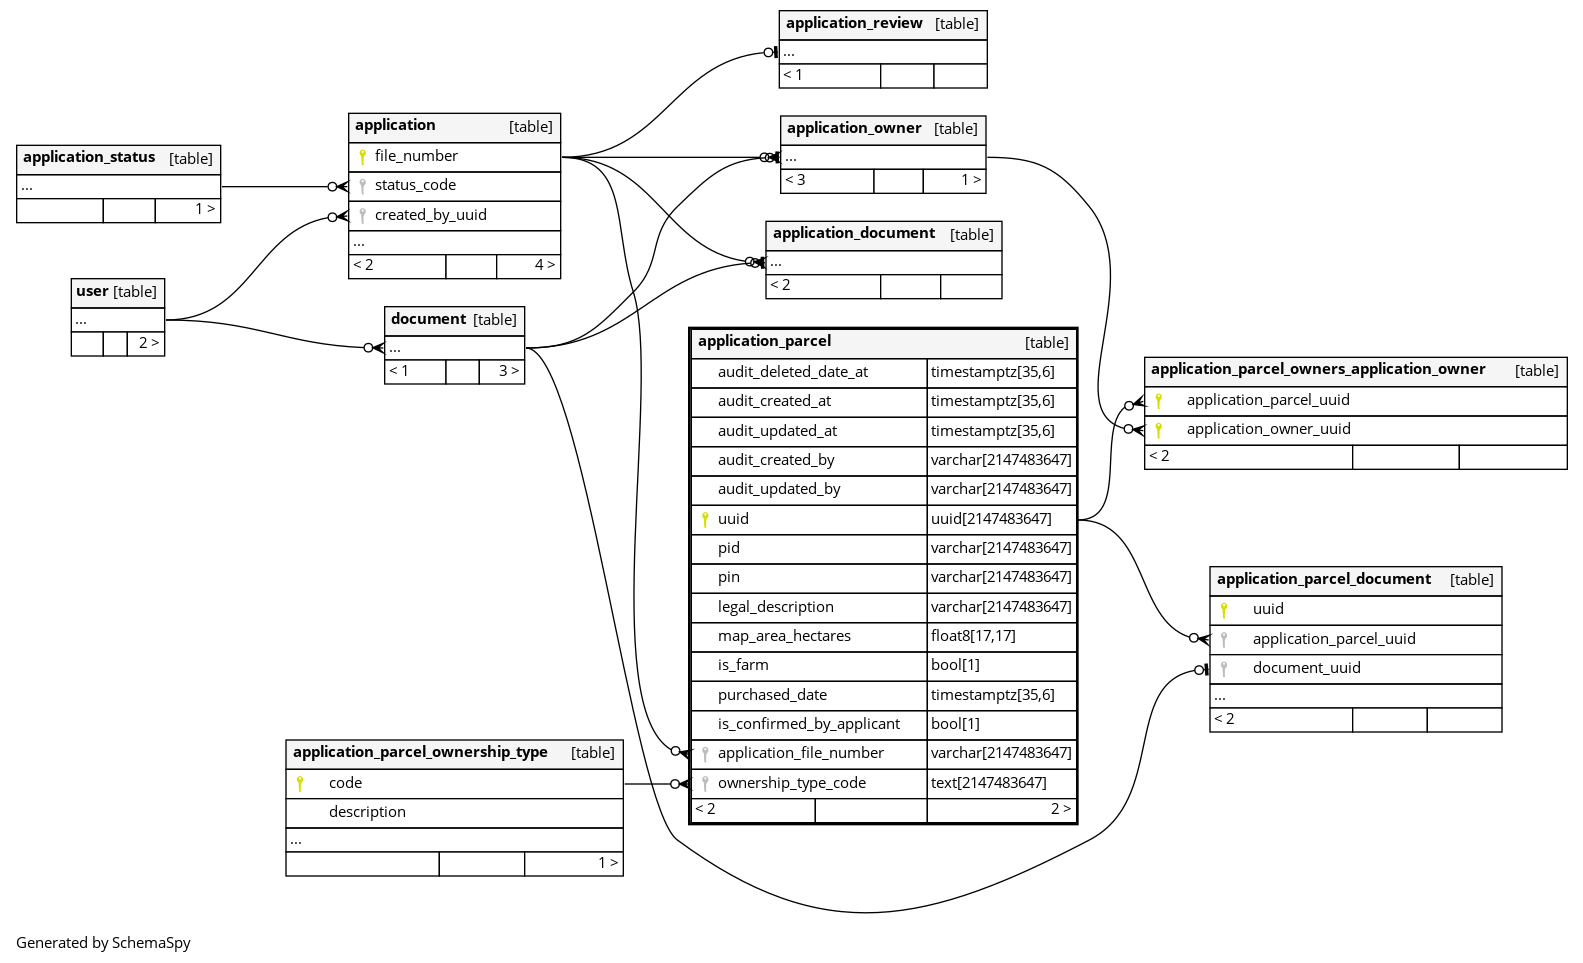 application_review [table]
...
< 1
application [table]
file_number
status_code
created_by_uuid
...
< 2 4 >
application_owner [table]
...
< 3 1 >
application_status [table]
...
1 >
application_document [table]
...
< 2
user [table]
...
2 >
document [table]
...
< 1 3 >
application_parcel [table]
audit_deleted_date_at timestamptz[35,6]
audit_created_at timestamptz[35,6]
audit_updated_at timestamptz[35,6]
audit_created_by varchar[2147483647]
audit_updated_by varchar[2147483647]
uuid uuid[2147483647]
pid varchar[2147483647]
pin varchar[2147483647]
legal_description varchar[2147483647]
map_area_hectares float8[17,17]
is_farm bool[1]
purchased_date timestamptz[35,6]
is_confirmed_by_applicant bool[1]
application_file_number varchar[2147483647]
ownership_type_code text[2147483647]
< 2 2 >
application_parcel_owners_application_owner [table]
application_parcel_uuid
application_owner_uuid
< 2
application_parcel_document [table]
uuid
application_parcel_uuid
document_uuid
...
< 2
application_parcel_ownership_type [table]
code
description
...
1 >
Generated by SchemaSpy